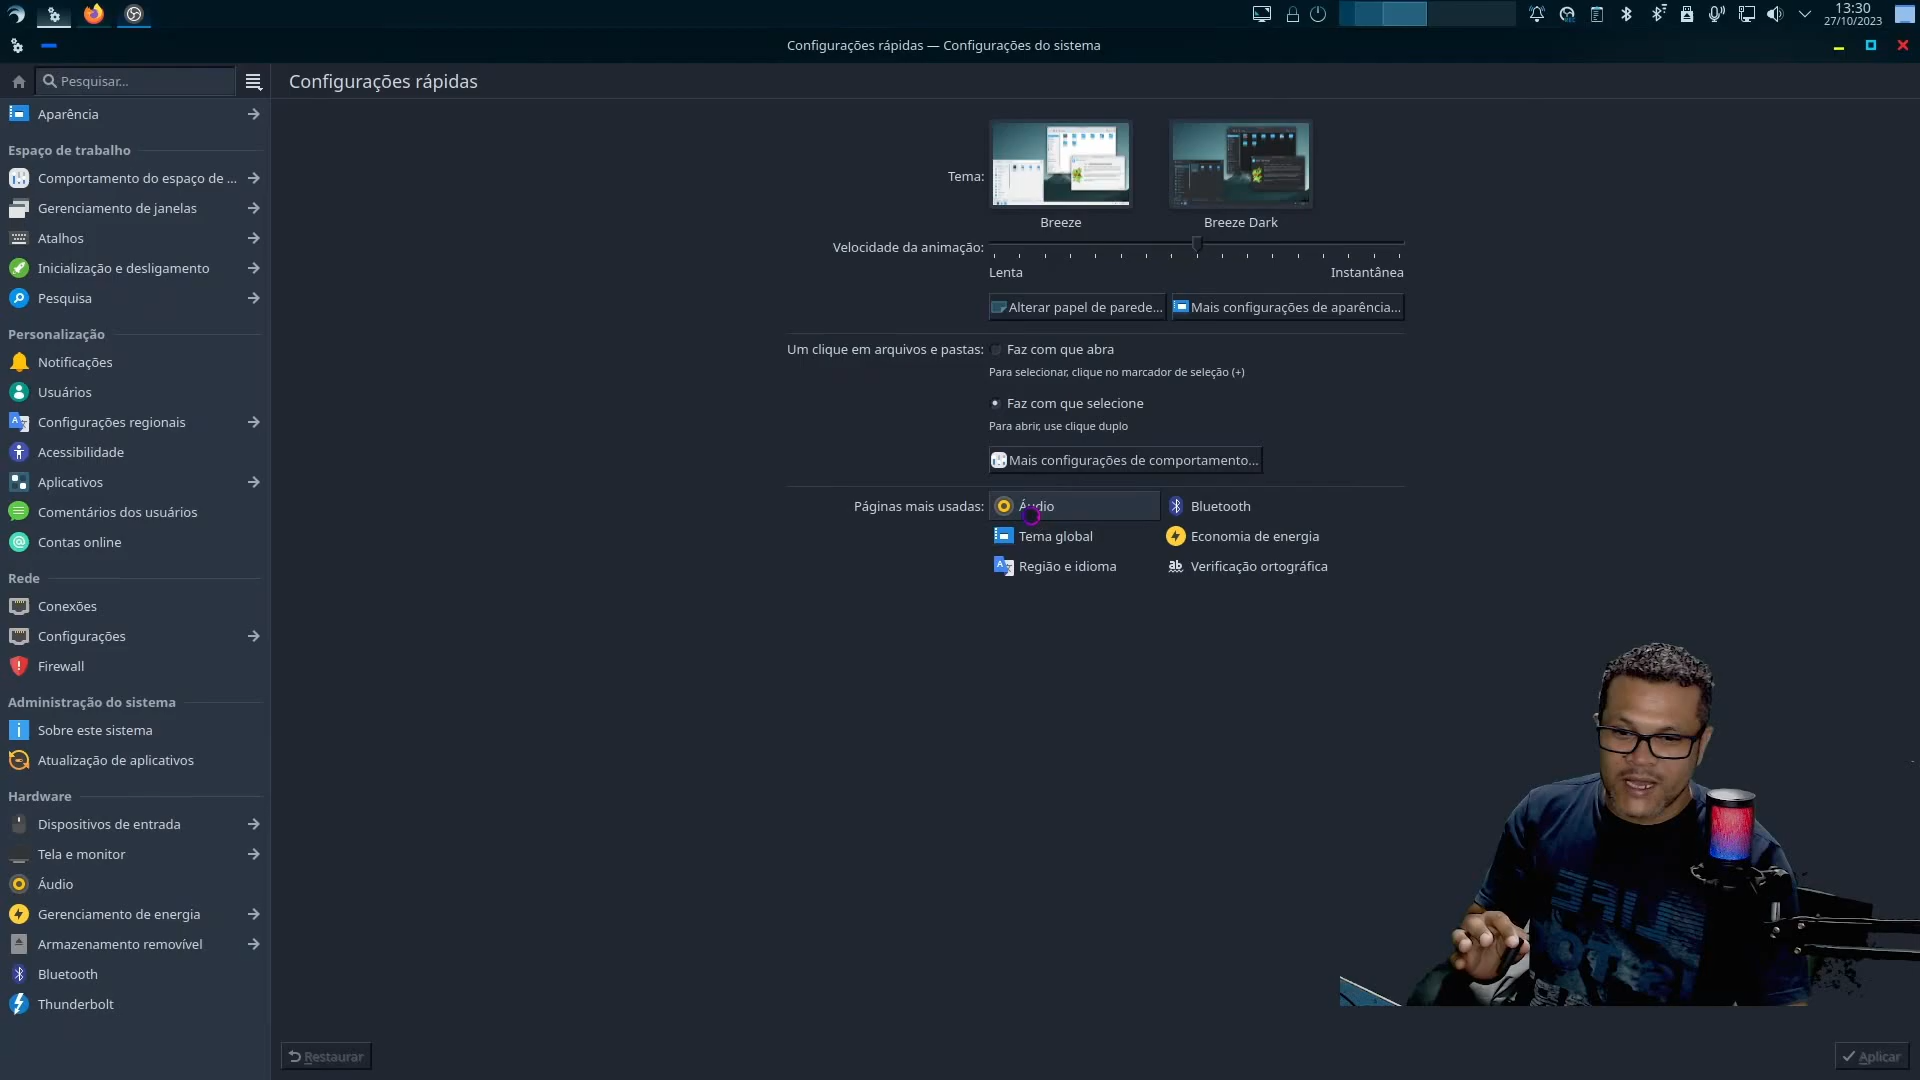 13:30
27/10/2023
Configurações rápidas — Configurações do sistema
Pesquisar...
Configurações rápidas
Aparência
Espaço de trabalho
Comportamento do espaço de ...
Gerenciamento de janelas
Atalhos
Inicialização e desligamento
Pesquisa
Personalização
Notificações
Usuários
Configurações regionais
Acessibilidade
Aplicativos
Comentários dos usuários
Contas online
Rede
Conexões
Configurações
Firewall
Administração do sistema
Sobre este sistema
Atualização de aplicativos
Hardware
Dispositivos de entrada
Tela e monitor
Áudio
Gerenciamento de energia
Armazenamento removível
Bluetooth
Thunderbolt
Tema:
Breeze
Breeze Dark
Velocidade da animação:
Lenta
Instantânea
Alterar papel de parede...
Mais configurações de aparência...
Um clique em arquivos e pastas:
Faz com que abra
Para selecionar, clique no marcador de seleção (+)
Faz com que selecione
Para abrir, use clique duplo
Mais configurações de comportamento...
Páginas mais usadas:
Áudio
Bluetooth
Tema global
Economia de energia
Região e idioma
Verificação ortográfica
Restaurar
Aplicar